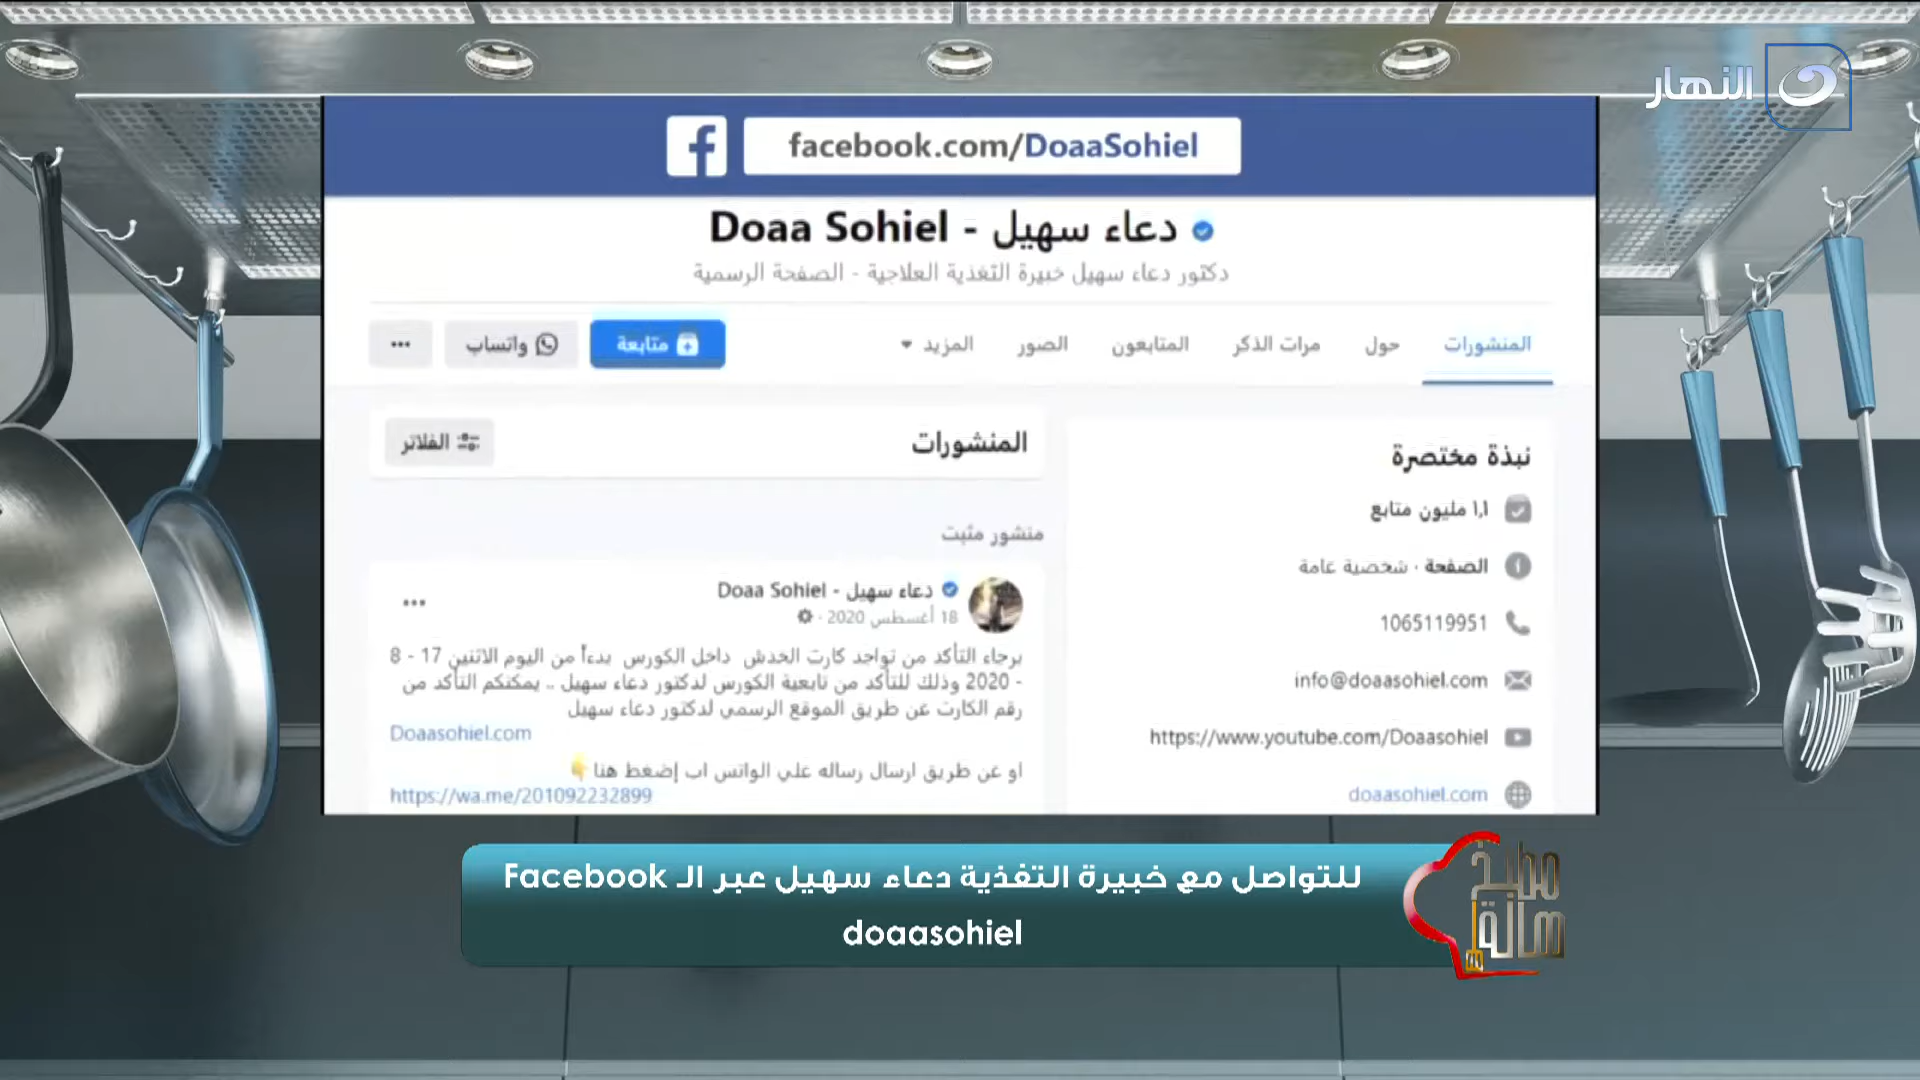 النهار
facebook.com/DoaaSohiel
دعاء سهيل - Doaa Sohiel
دكتور دعاء سهيل خبيرة التغذية العلاجية - الصفحة الرسمية
المنشورات حول مرات الذكر المتابعون الصور المزيد
متابعة
واتساب
نبذة مختصرة
١,١ مليون متابع
الصفحة · شخصية عامة
1065119951
info@doaasohiel.com
https://www.youtube.com/Doaasohiel
doaasohiel.com
المنشورات
الفلاتر
منشور مثبت
دعاء سهيل - Doaa Sohiel
18 أغسطس 2020
برجاء التأكد من تواجد كارت الخدش داخل الكورس بدءاً من اليوم الاثنين 17 - 8
- 2020 وذلك للتأكد من تابعية الكورس لدكتور دعاء سهيل .. يمكنكم التأكد من
رقم الكارت عن طريق الموقع الرسمي لدكتور دعاء سهيل
Doaasohiel.com
او عن طريق ارسال رساله علي الواتس اب إضغط هنا👇
https://wa.me/201092232899
للتواصل مع خبيرة التغذية دعاء سهيل عبر الـ Facebook
doaasohiel
مطبخ
هالة